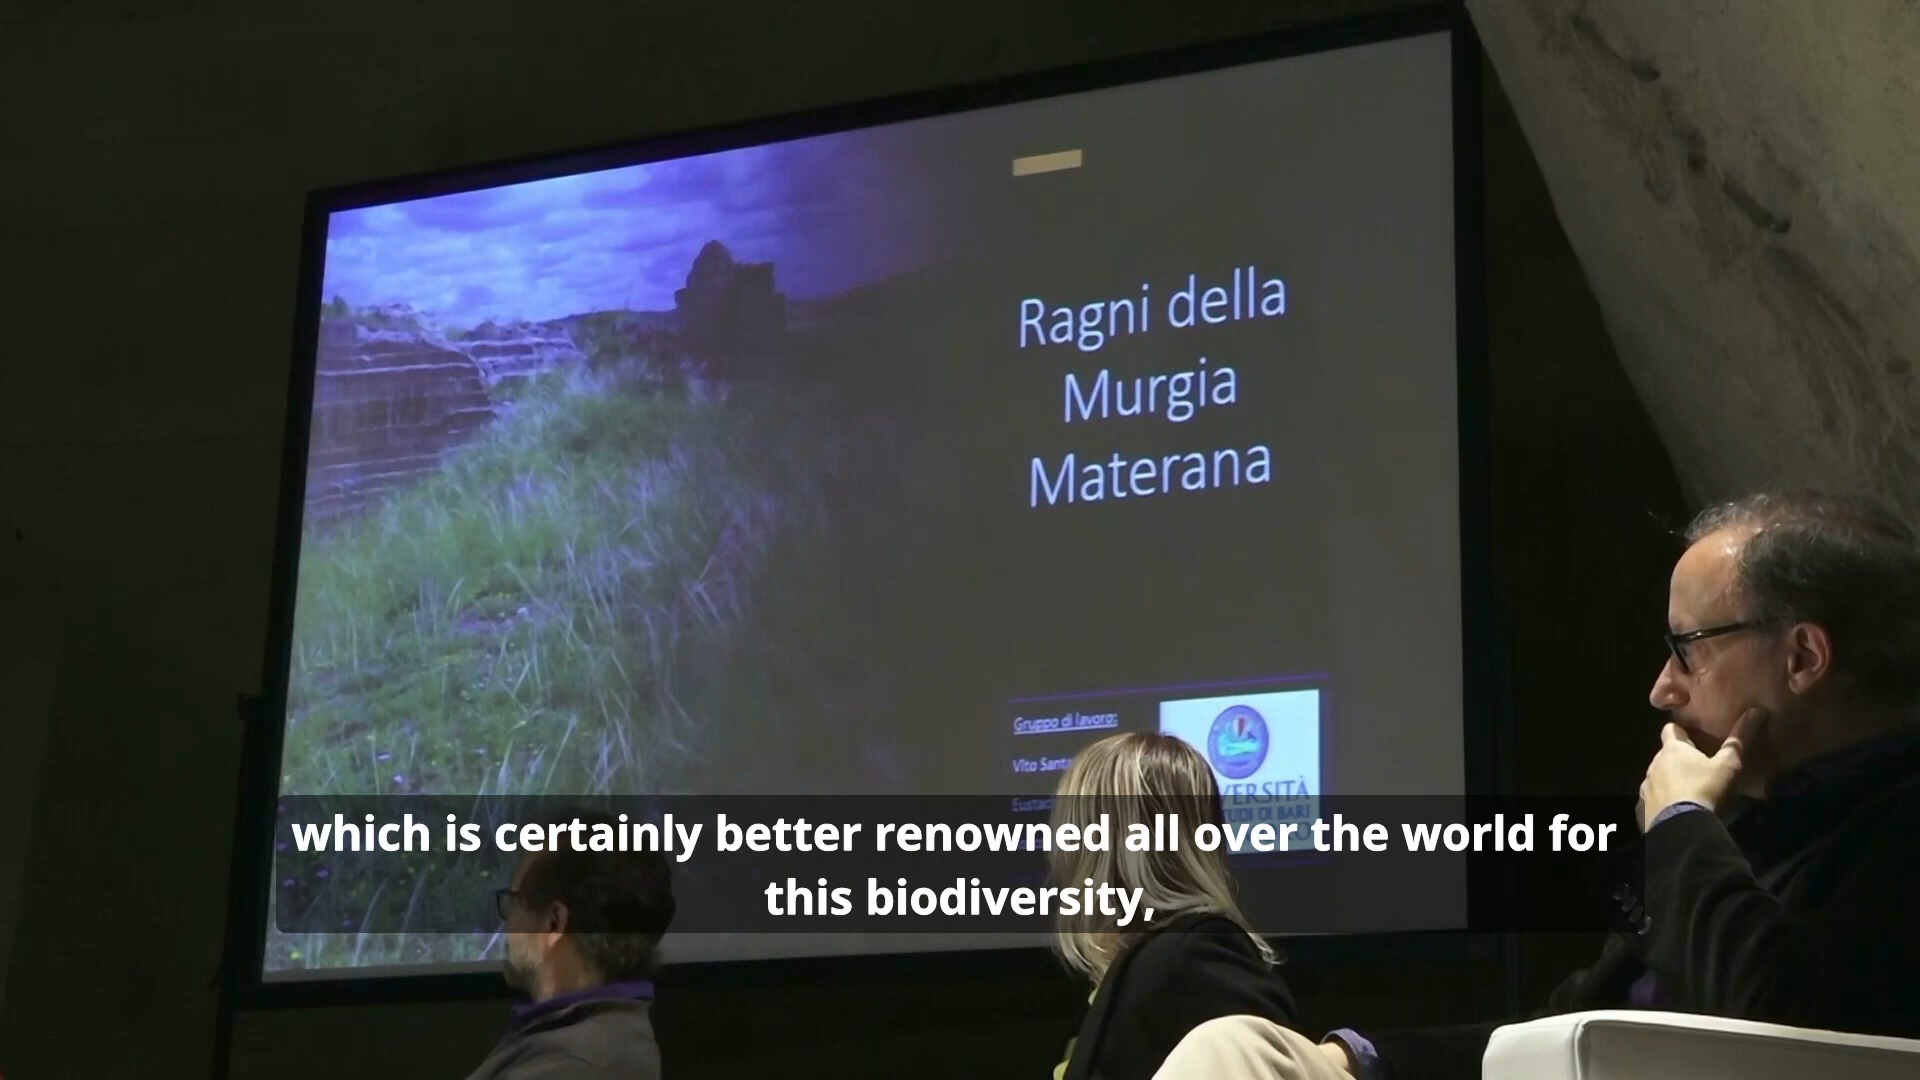 Ragni della
Murgia
Materana
Gruppo di lavoro:
Vito
which is certainly better renowned all over the world for
this biodiversity,